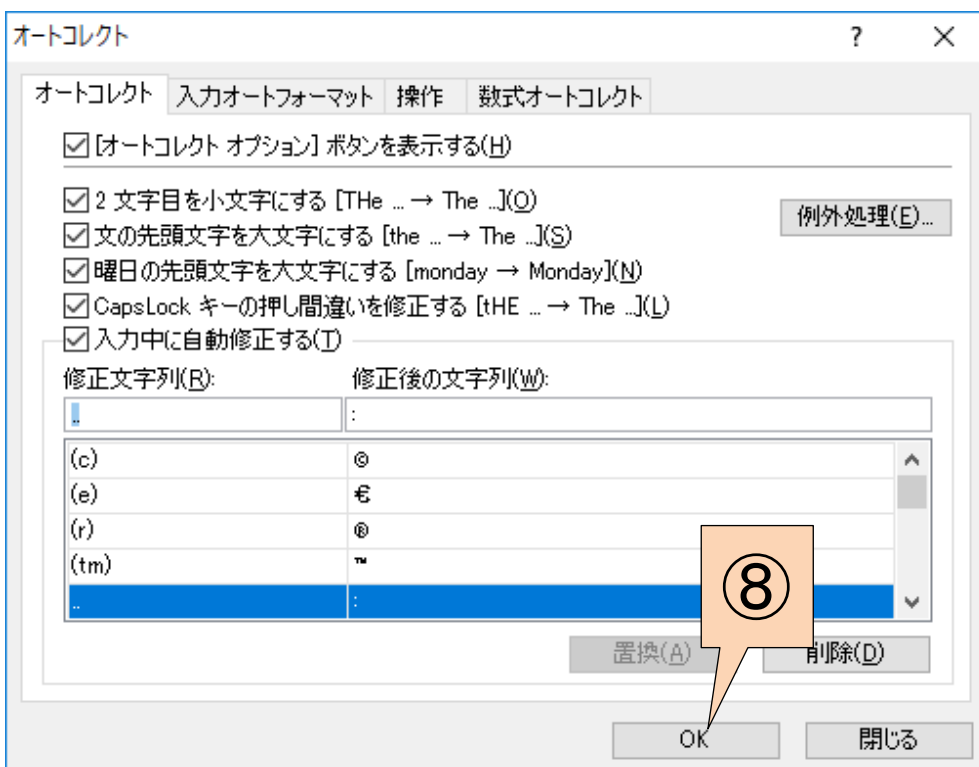 オートコレクト ? ×
オートコレクト 入力オートフォーマット 操作 数式オートコレクト
[オートコレクト オプション] ボタンを表示する(H)
2 文字目を小文字にする [THe ... → The ...](O)
例外処理(E)...
文の先頭文字を大文字にする [the ... → The ...](S)
曜日の先頭文字を大文字にする [monday → Monday](N)
CapsLock キーの押し間違いを修正する [tHE ... → The ...](L)
入力中に自動修正する(T)
修正文字列(R): 修正後の文字列(W):
.. :
(c) ©
(e) €
(r) ®
(tm) ™
.. :
⑧
置換(A) 削除(D)
OK 閉じる